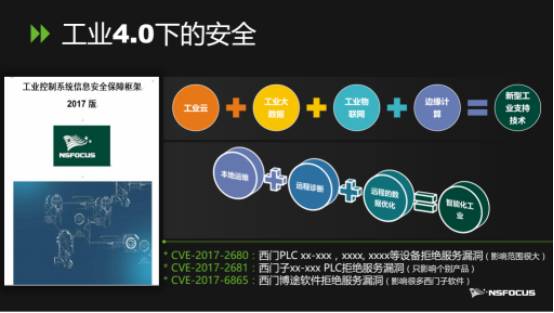 工业4.0下的安全
工业控制系统信息安全保障框架
2017 版
NSFOCUS
工业云
工业大
数据
工业物
联网
边缘计
算
新型工
业支持
技术
本地运维
远程诊断
远程的数
据优化
智能化工
业
* CVE-2017-2680：西门PLC xx-xxx，xxxx, xxxx等设备拒绝服务漏洞（影响范围很大）
* CVE-2017-2681：西门子xx-xxx PLC拒绝服务漏洞（只影响个别产品）
* CVE-2017-6865：西门博途软件拒绝服务漏洞（影响很多西门子软件）
NSFOCUS